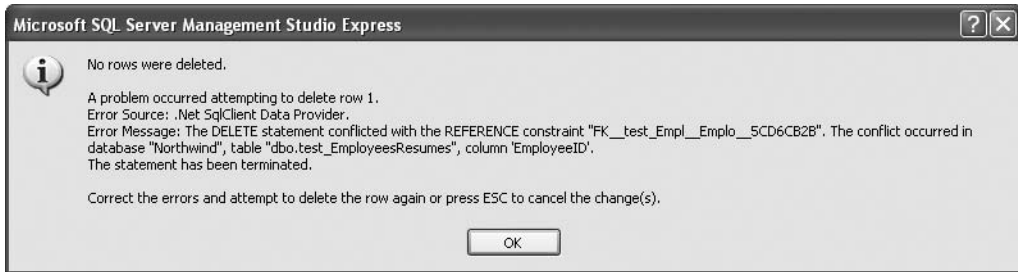 Microsoft SQL Server Management Studio Express
No rows were deleted.
A problem occurred attempting to delete row 1.
Error Source: .Net SqlClient Data Provider.
Error Message: The DELETE statement conflicted with the REFERENCE constraint "FK__test_Empl__Emplo__5CD6CB2B". The conflict occurred in
database "Northwind", table "dbo.test_EmployeesResumes", column 'EmployeeID'.
The statement has been terminated.
Correct the errors and attempt to delete the row again or press ESC to cancel the change(s).
OK